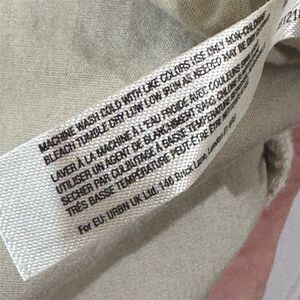 MACHINE WASH COLD WITH LIKE COLORS USE ONLY NON-CHLORINE
BLEACH TUMBLE DRY LOW IRON AS NEEDED MAY BE
LAVER À LA MACHINE À L'EAU FROIDE AVEC COULEURS
UTILISER UN AGENT DE BLANCHIMENT SANS CHLORE
SÉCHER PAR CULBUTAGE À BASSE TEMPÉRATURE
TRÈS BASSE TEMPÉRATURE PEUT-ÊTRE
For EU: URBN UK Ltd, 140 Brick Lane, London